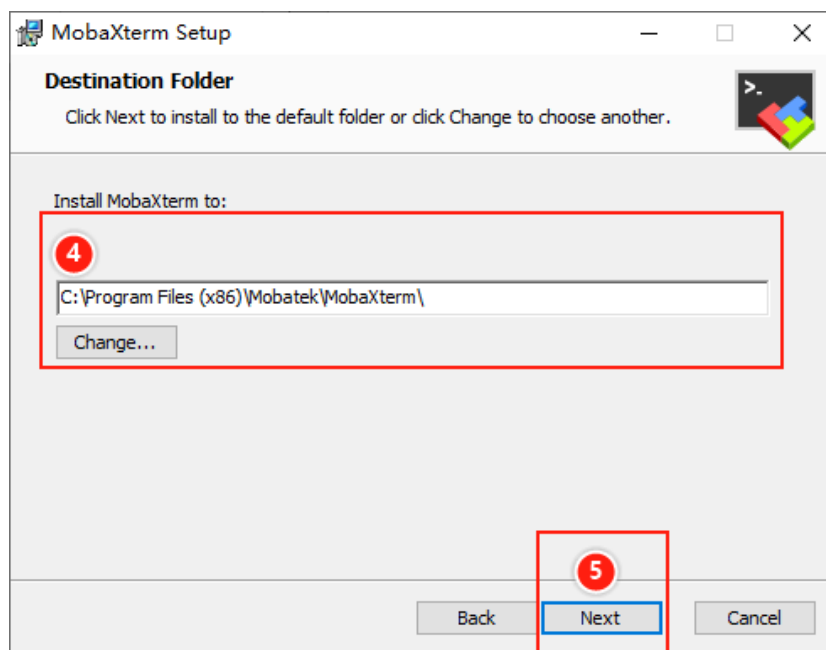 MobaXterm Setup
Destination Folder
Click Next to install to the default folder or click Change to choose another.
>_
Install MobaXterm to:
4
C:\Program Files (x86)\Mobatek\MobaXterm\
Change...
5
Back
Next
Cancel